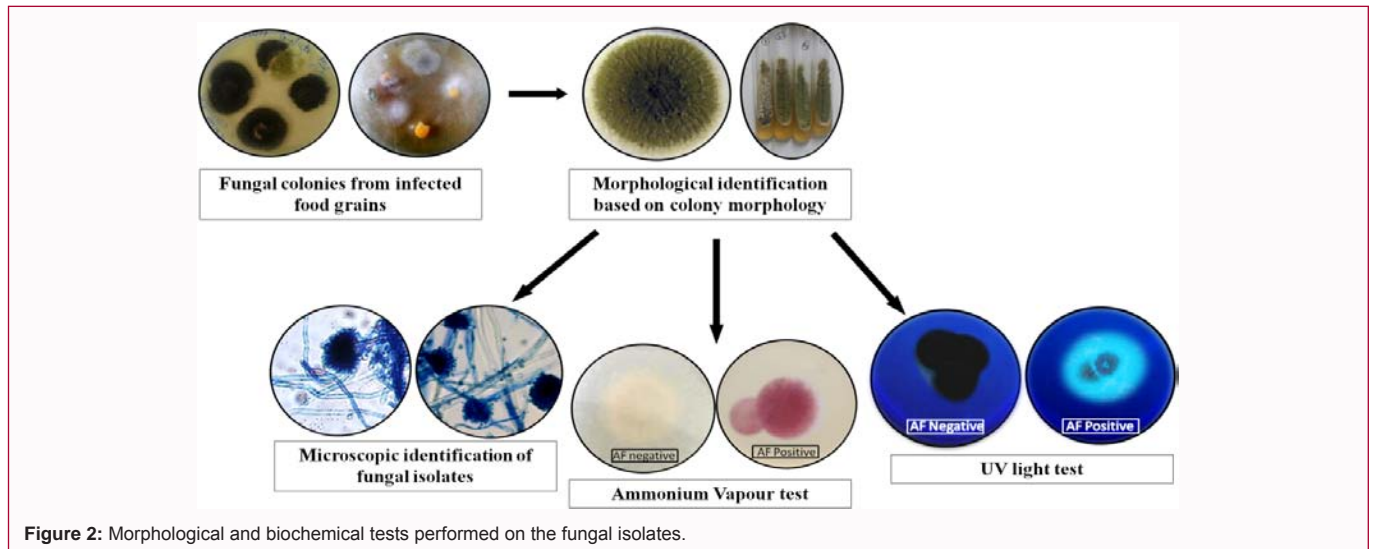 Fungal colonies from infected
food grains
Morphological identification
based on colony morphology
AF negative
AF Positive
AF Negative
AF Positive
Microscopic identification of
fungal isolates
Ammonium Vapour test
UV light test
Figure 2: Morphological and biochemical tests performed on the fungal isolates.